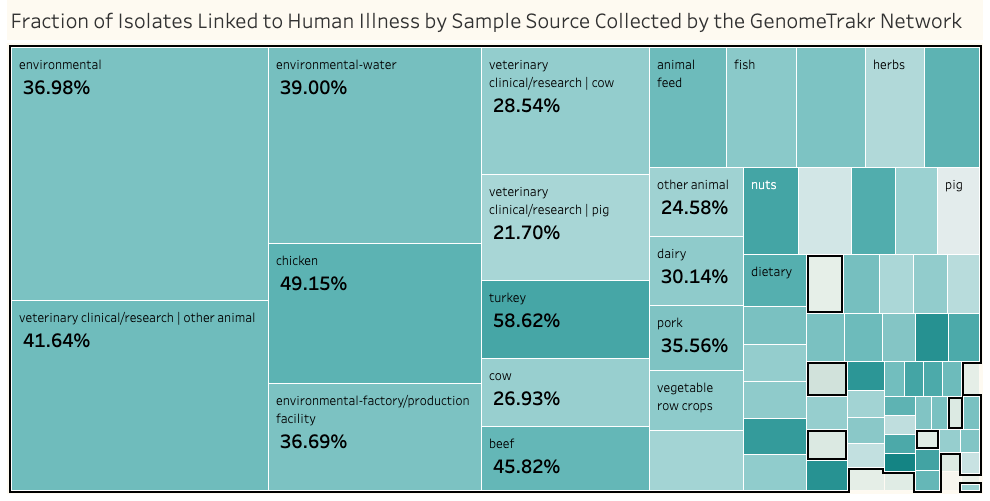 Fraction of Isolates Linked to Human Illness by Sample Source Collected by the GenomeTrakr Network
environmental
36.98%
veterinary clinical/research | other animal
41.64%
environmental-water
39.00%
chicken
49.15%
environmental-factory/production
facility
36.69%
veterinary
clinical/research | cow
28.54%
veterinary
clinical/research | pig
21.70%
turkey
58.62%
cow
26.93%
beef
45.82%
animal
feed
fish
herbs
other animal
24.58%
dairy
30.14%
pork
35.56%
vegetable
row crops
nuts
pig
dietary